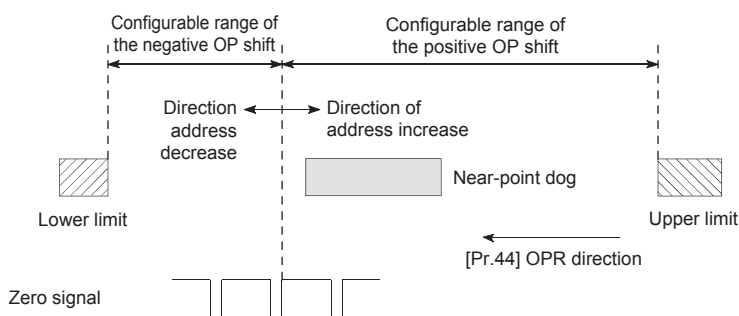 Configurable range of
the negative OP shift
Configurable range of
the positive OP shift
Direction
address
decrease
Direction of
address increase
Near-point dog
Lower limit
Upper limit
[Pr.44] OPR direction
Zero signal